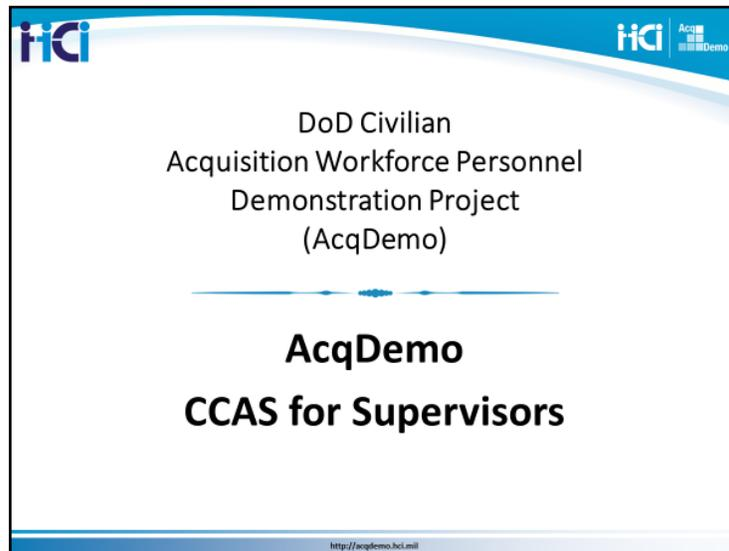 HCi
HCi
Acq
Demo
DoD Civilian
Acquisition Workforce Personnel
Demonstration Project
(AcqDemo)
AcqDemo
CCAS for Supervisors
http://acqdemo.hci.mil